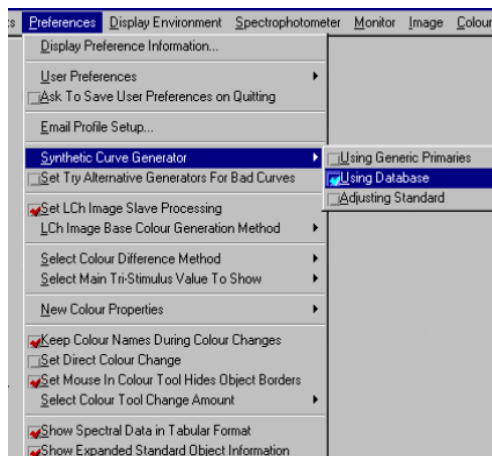 Preferences Display Environment Spectrophotometer Monitor Image Colour
Display Preference Information...
User Preferences
Ask To Save User Preferences on Quitting
Email Profile Setup...
Synthetic Curve Generator
Using Generic Primaries
Set Try Alternative Generators For Bad Curves
Using Database
Adjusting Standard
Set LCh Image Slave Processing
LCh Image Base Colour Generation Method
Select Colour Difference Method
Select Main Tri-Stimulus Value To Show
New Colour Properties
Keep Colour Names During Colour Changes
Set Direct Colour Change
Set Mouse In Colour Tool Hides Object Borders
Select Colour Tool Change Amount
Show Spectral Data in Tabular Format
Show Expanded Standard Object Information